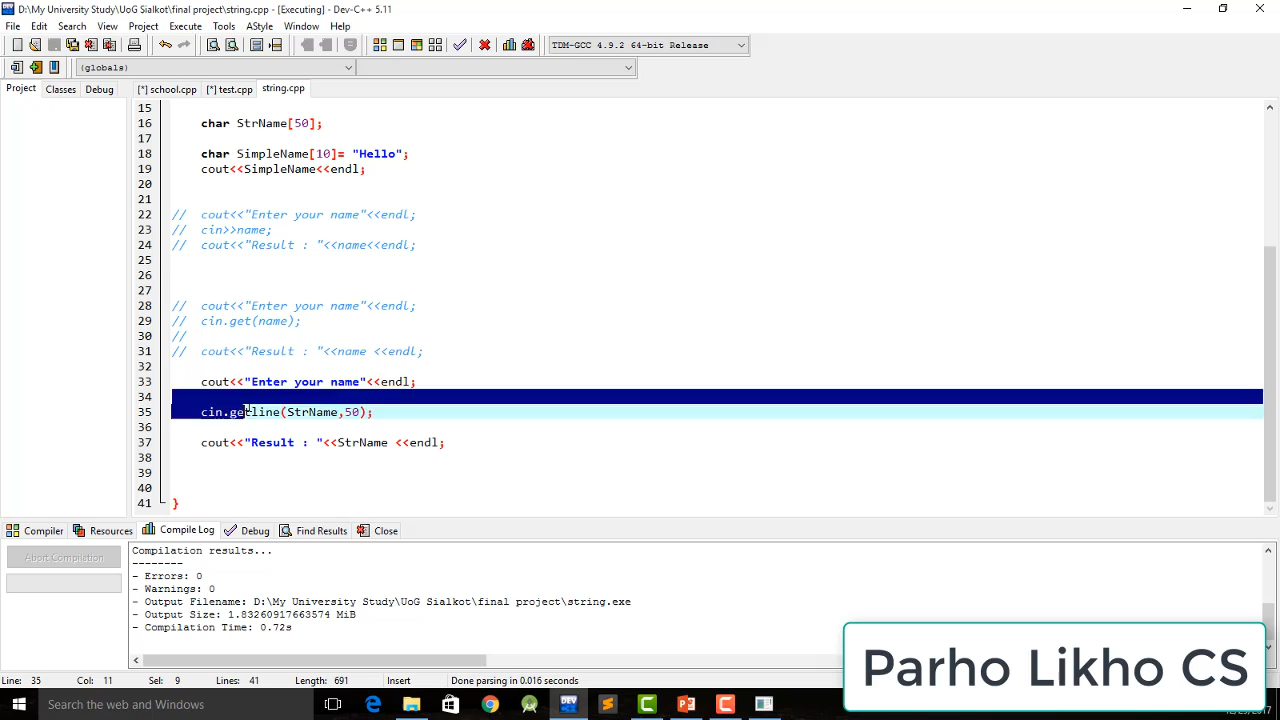 D:\My University Study\UoG Sialkot\final project\string.cpp - [Executing] - Dev-C++ 5.11
File Edit Search View Project Execute Tools AStyle Window Help
TDM-GCC 4.9.2 64-bit Release
(globals)
Project Classes Debug [*] school.cpp [*] test.cpp string.cpp
15
16 char StrName[50];
17
18 char SimpleName[10]= "Hello";
19 cout<<SimpleName<<endl;
20
21
22 // cout<<"Enter your name"<<endl;
23 // cin>>name;
24 // cout<<"Result : "<<name<<endl;
25
26
27
28 // cout<<"Enter your name"<<endl;
29 // cin.get(name);
30 //
31 // cout<<"Result : "<<name <<endl;
32
33 cout<<"Enter your name"<<endl;
34
35 cin.getline(StrName,50);
36
37 cout<<"Result : "<<StrName <<endl;
38
39
40
41 }
Compiler Resources Compile Log Debug Find Results Close
Abort Compilation
Compilation results...
--------
- Errors: 0
- Warnings: 0
- Output Filename: D:\My University Study\UoG Sialkot\final project\string.exe
- Output Size: 1.83260917663574 MiB
- Compilation Time: 0.72s
Parho Likho CS
Line: 35 Col: 11 Sel: 9 Lines: 41 Length: 691 Insert Done parsing in 0.016 seconds
Search the web and Windows